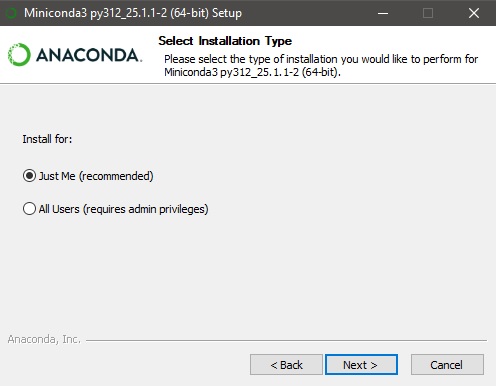 Miniconda3 py312_25.1.1-2 (64-bit) Setup
ANACONDA.
Select Installation Type
Please select the type of installation you would like to perform for
Miniconda3 py312_25.1.1-2 (64-bit).
Install for:
Just Me (recommended)
All Users (requires admin privileges)
Anaconda, Inc.
< Back
Next >
Cancel